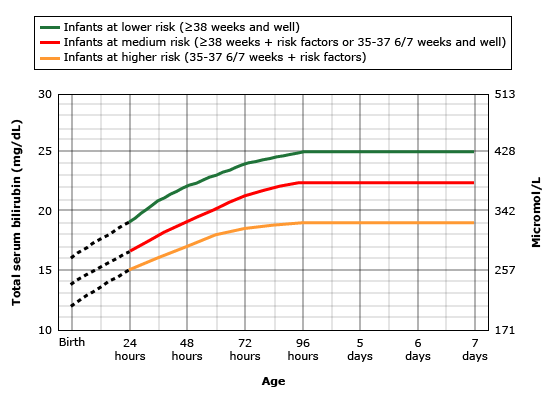 Infants at lower risk (≥38 weeks and well)
Infants at medium risk (≥38 weeks + risk factors or 35-37 6/7 weeks and well)
Infants at higher risk (35-37 6/7 weeks + risk factors)
Total serum bilirubin (mg/dL)
30
25
20
15
10
513
428
342
257
171
Micromol/L
Birth 24 48 72 96 5 6 7
hours hours hours hours days days days
Age